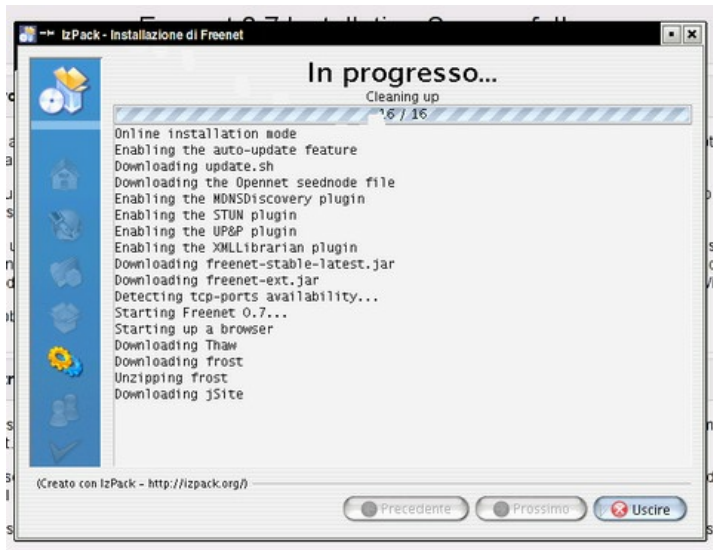 IzPack - Installazione di Freenet
In progresso...
Cleaning up
16 / 16
Online installation mode
Enabling the auto-update feature
Downloading update.sh
Downloading the Opennet seednode file
Enabling the MDNSDiscovery plugin
Enabling the STUN plugin
Enabling the UP&P plugin
Enabling the XMLLibrarian plugin
Downloading freenet-stable-latest.jar
Downloading freenet-ext.jar
Detecting tcp-ports availability...
Starting Freenet 0.7...
Starting up a browser
Downloading Thaw
Downloading frost
Unzipping frost
Downloading jSite
(Creato con IzPack - http://izpack.org/)
Precedente
Prossimo
Uscire